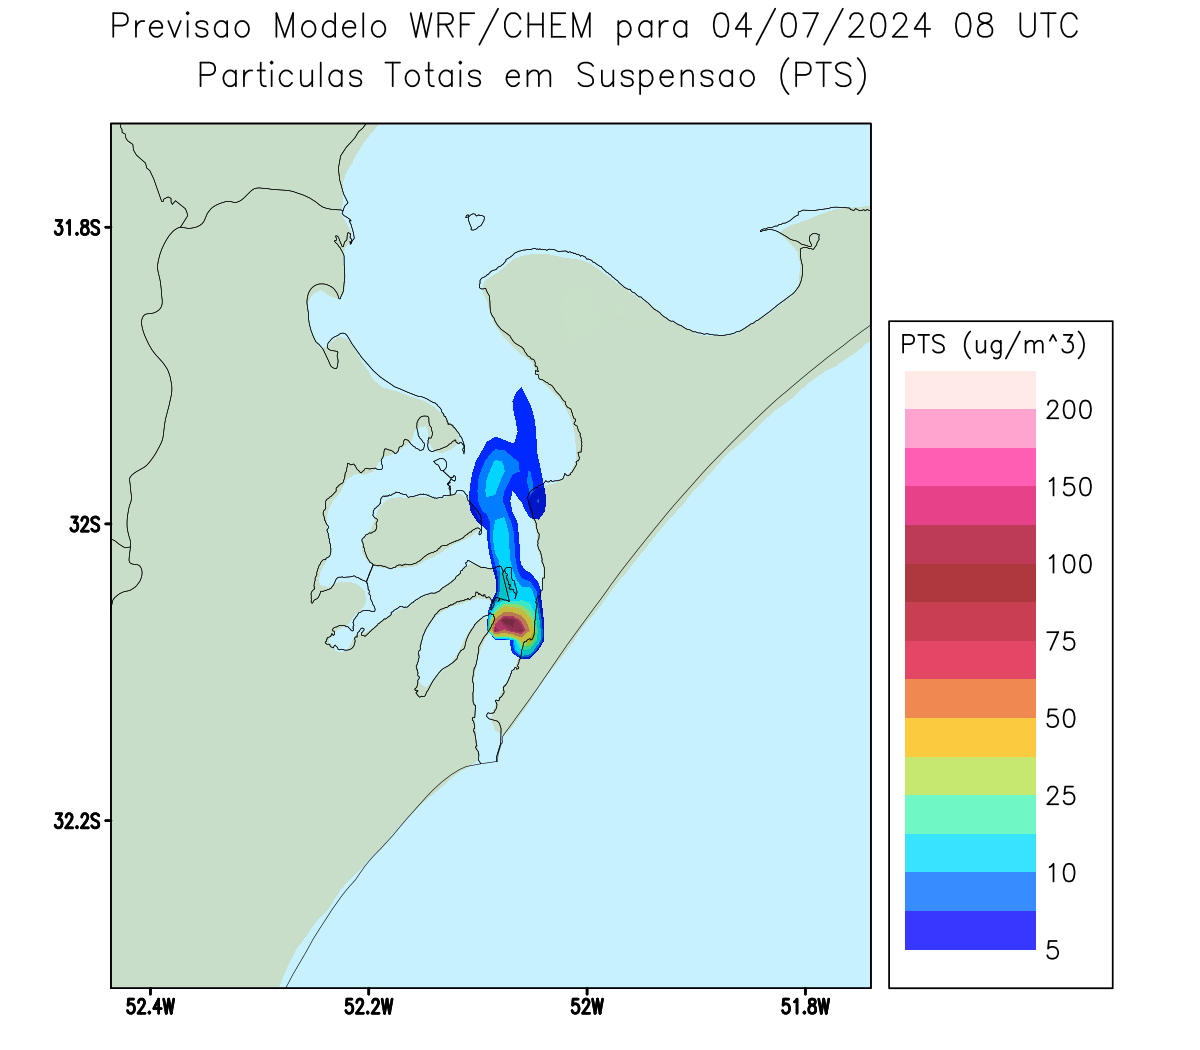 Previsao Modelo WRF/CHEM para 04/07/2024 08 UTC
Particulas Totais em Suspensao (PTS)
31.8S
32S
32.2S
52.4W
52.2W
52W
51.8W
PTS (ug/m^3)
200
150
100
75
50
25
10
5